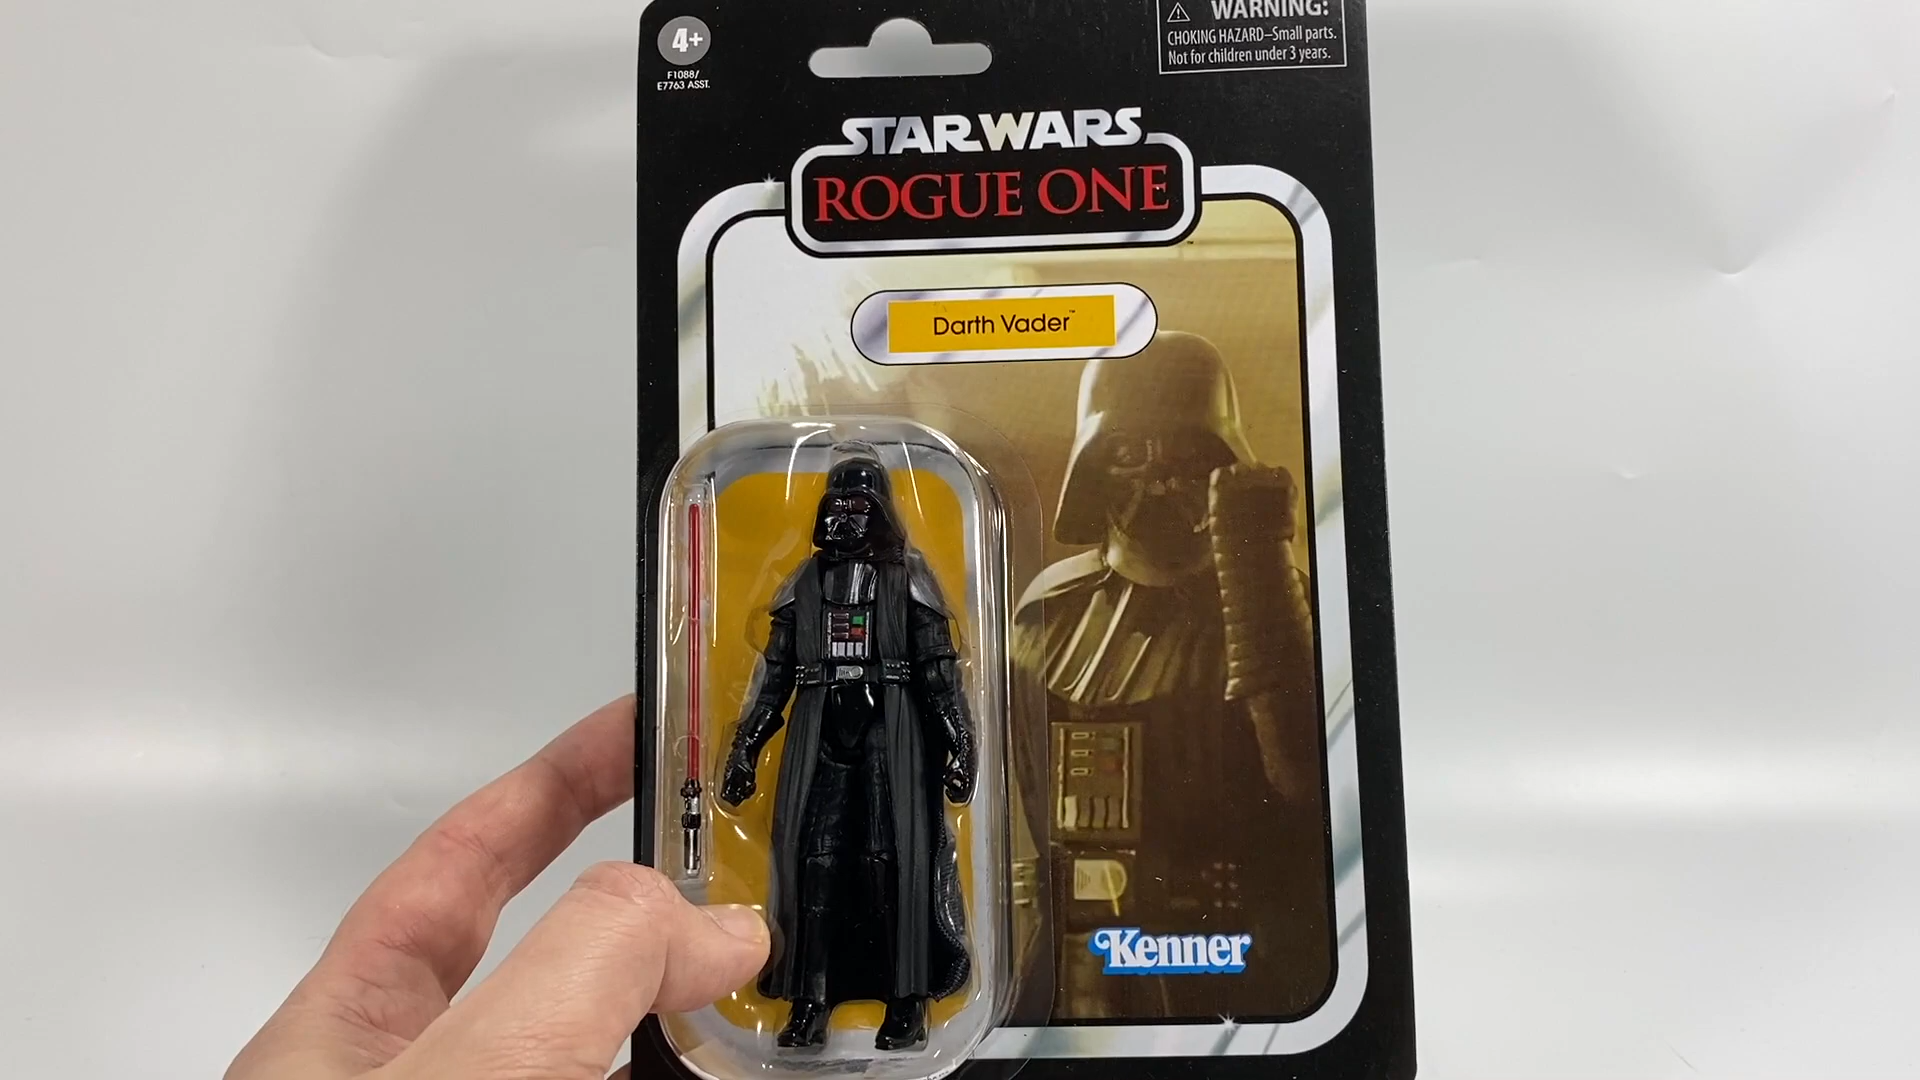 4+
F1088/
E7763 ASST.
WARNING:
CHOKING HAZARD–Small parts.
Not for children under 3 years.
STAR WARS
ROGUE ONE
Darth Vader™
Kenner